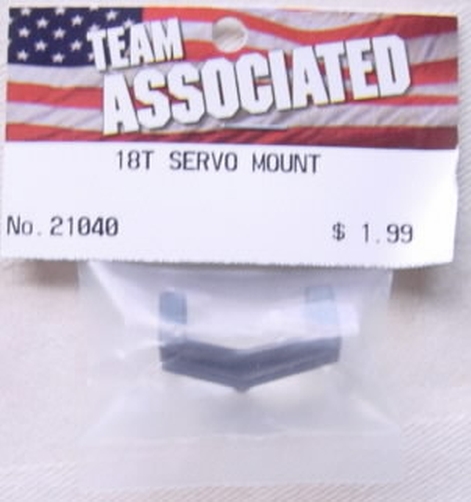 TEAM
ASSOCIATED
18T SERVO MOUNT
No.21040 $ 1.99